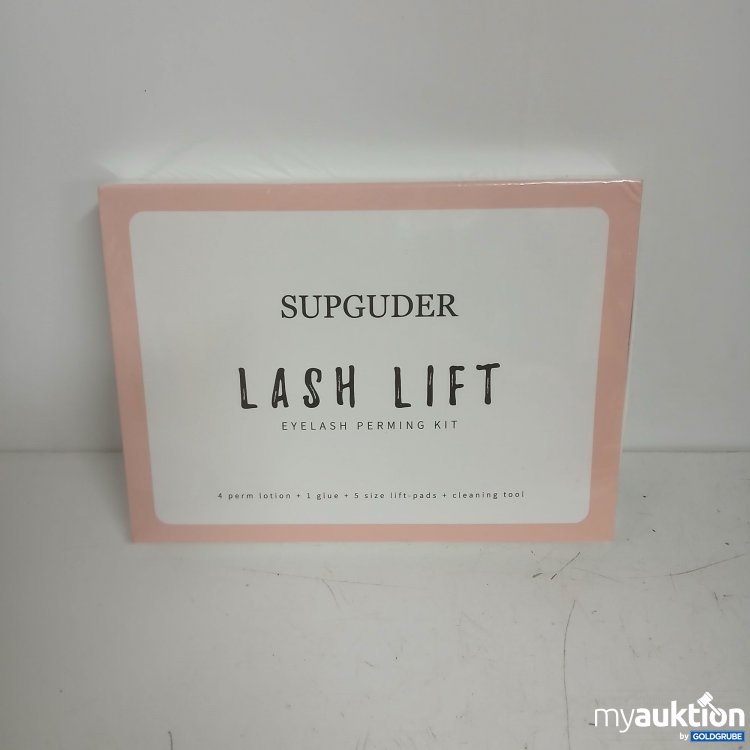 SUPGUDER
LASH LIFT
EYELASH PERMING KIT
4 perm lotion + 1 glue + 5 size lift-pads + cleaning tool
myauktion
by GOLDGRUBE